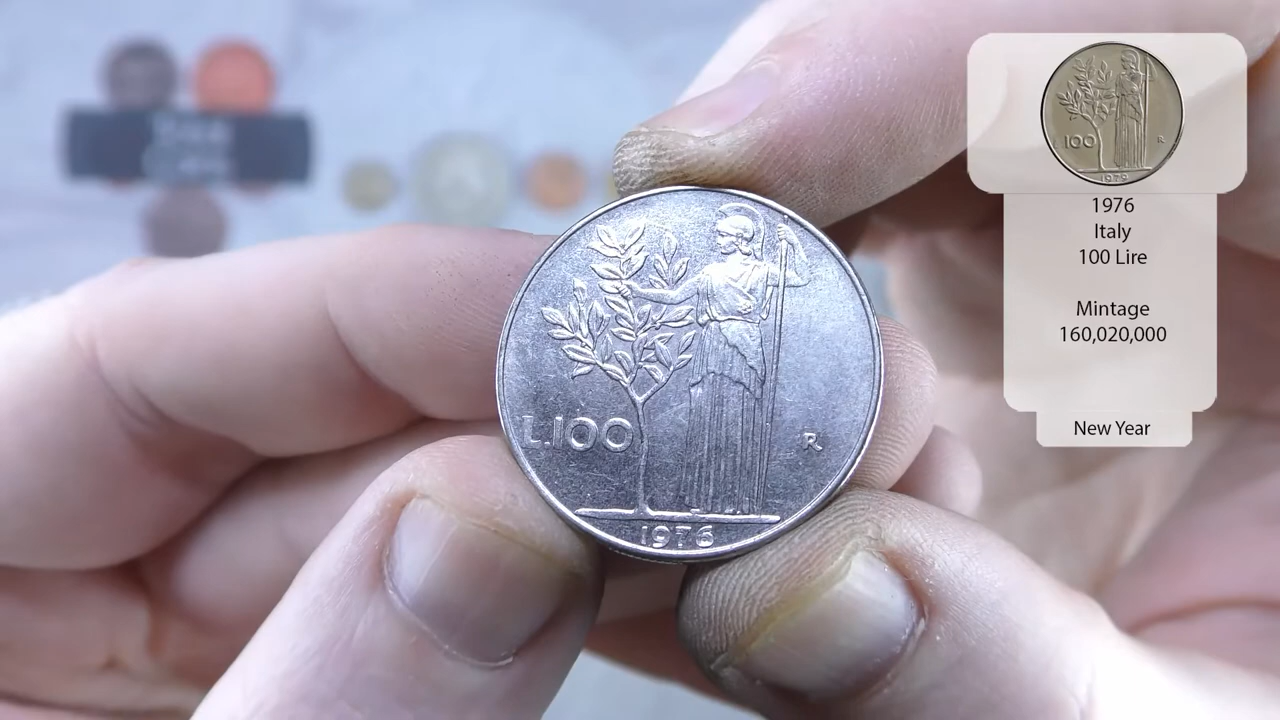 L.100
R
1976
100
R
1979
1976
Italy
100 Lire
Mintage
160,020,000
New Year